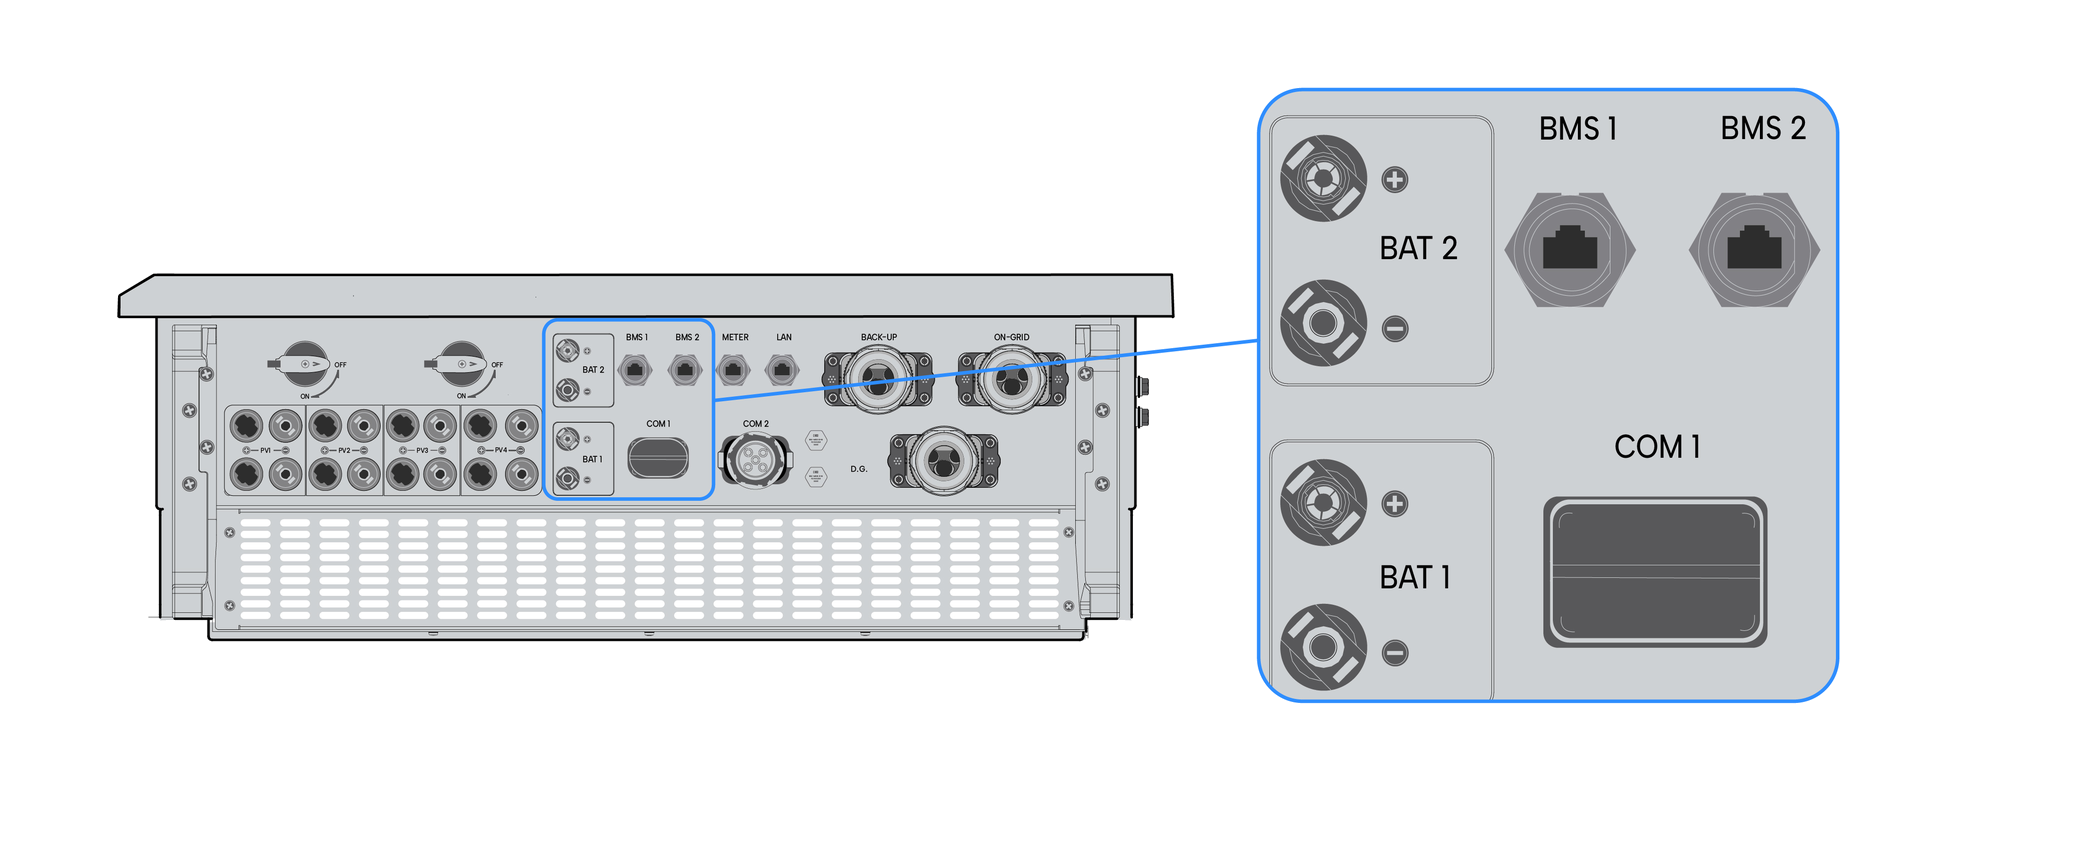 BMS 1
BMS 2
METER
LAN
BACK-UP
ON-GRID
OFF
ON
OFF
ON
BAT 2
COM 1
COM 2
PV1
PV2
PV3
PV4
BAT 1
D.G.
BMS 1
BMS 2
BAT 2
COM 1
BAT 1